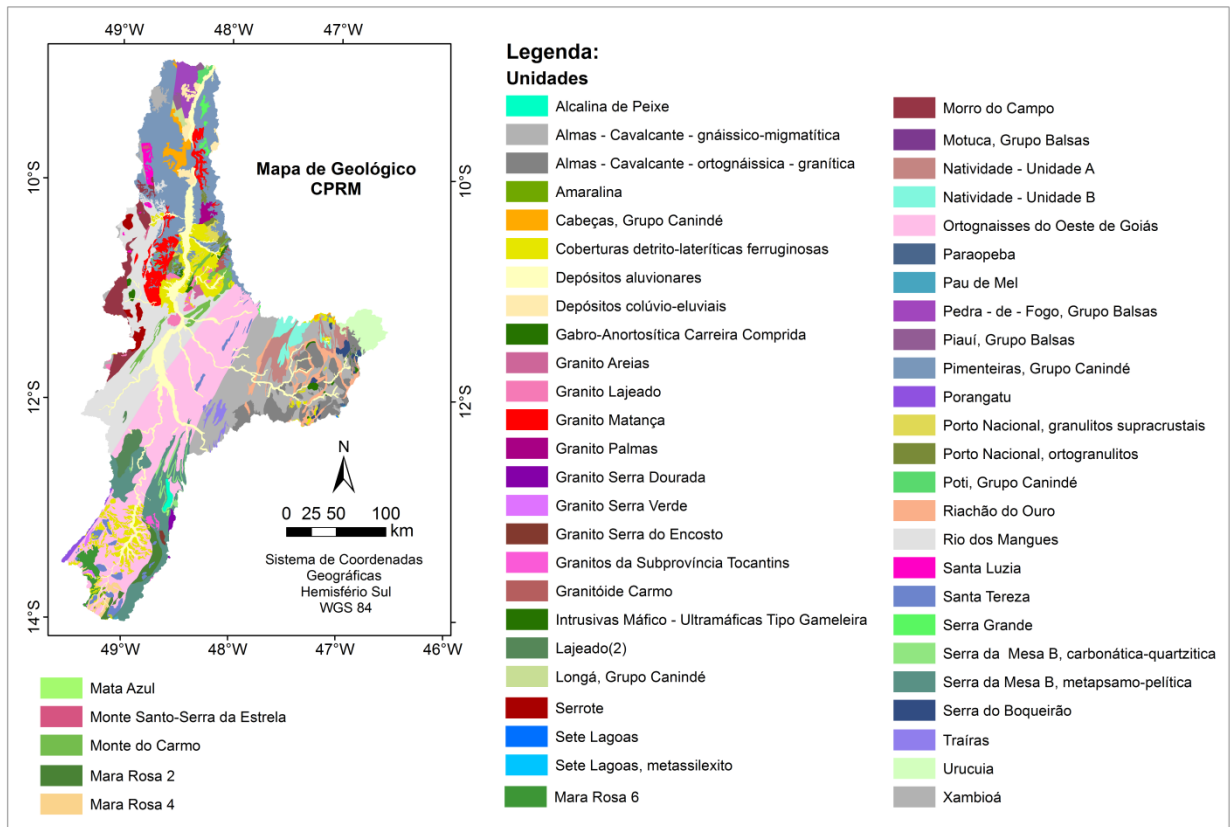 49°W 48°W 47°W
10°S
12°S
14°S
10°S
12°S
Mapa de Geológico
CPRM
N
0 25 50 100
km
Sistema de Coordenadas
Geográficas
Hemisfério Sul
WGS 84
49°W 48°W 47°W 46°W
Mata Azul
Monte Santo-Serra da Estrela
Monte do Carmo
Mara Rosa 2
Mara Rosa 4
Legenda:
Unidades
Alcalina de Peixe
Almas - Cavalcante - gnáissico-migmatítica
Almas - Cavalcante - ortognáissica - granítica
Amaralina
Cabeças, Grupo Canindé
Coberturas detrito-lateríticas ferruginosas
Depósitos aluvionares
Depósitos colúvio-eluviais
Gabro-Anortosítica Carreira Comprida
Granito Areias
Granito Lajeado
Granito Matança
Granito Palmas
Granito Serra Dourada
Granito Serra Verde
Granito Serra do Encosto
Granitos da Subprovíncia Tocantins
Granitóide Carmo
Intrusivas Máfico - Ultramáficas Tipo Gameleira
Lajeado(2)
Longá, Grupo Canindé
Serrote
Sete Lagoas
Sete Lagoas, metassilexito
Mara Rosa 6
Morro do Campo
Motuca, Grupo Balsas
Natividade - Unidade A
Natividade - Unidade B
Ortognaisses do Oeste de Goiás
Paraopeba
Pau de Mel
Pedra - de - Fogo, Grupo Balsas
Piauí, Grupo Balsas
Pimenteiras, Grupo Canindé
Porangatu
Porto Nacional, granulitos supracrustais
Porto Nacional, ortogranulitos
Poti, Grupo Canindé
Riachão do Ouro
Rio dos Mangues
Santa Luzia
Santa Tereza
Serra Grande
Serra da Mesa B, carbonática-quartzitica
Serra da Mesa B, metapsamo-pelítica
Serra do Boqueirão
Traíras
Urucuia
Xambioá